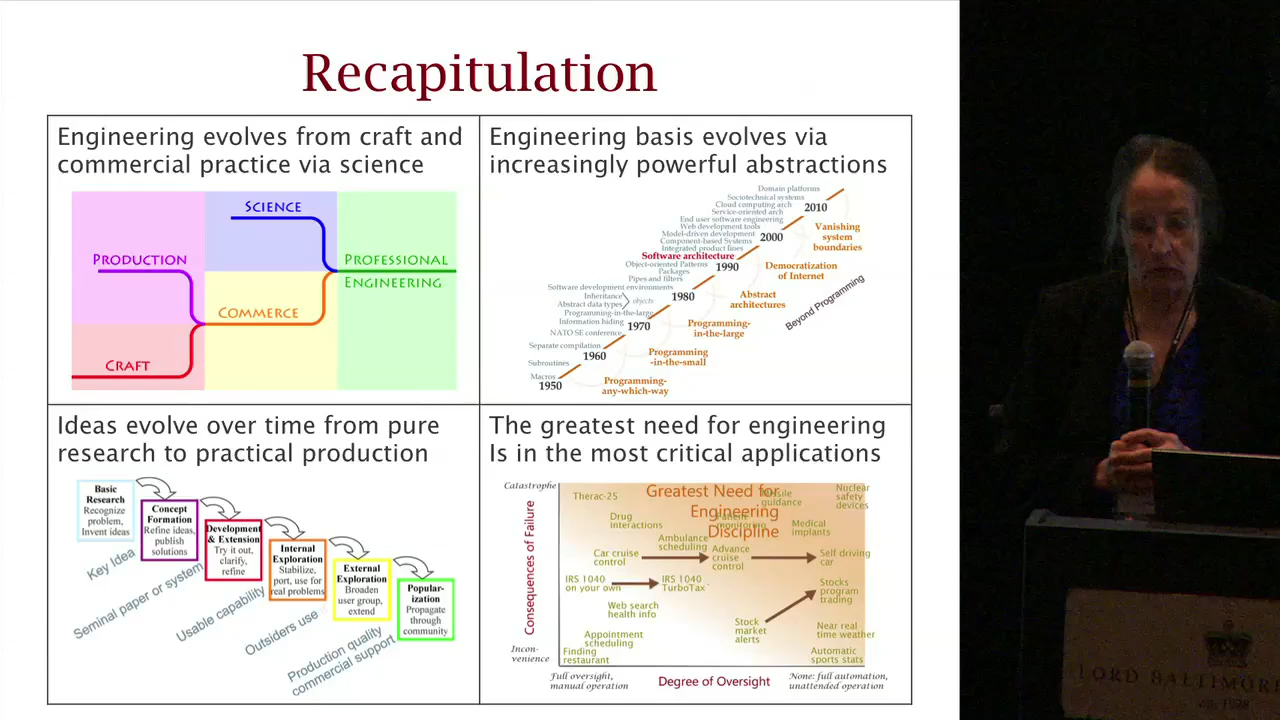 Recapitulation
Engineering evolves from craft and
commercial practice via science
SCIENCE
PRODUCTION
PROFESSIONAL
ENGINEERING
COMMERCE
CRAFT
Engineering basis evolves via
increasingly powerful abstractions
Domain platforms
Sociotechnical systems
Cloud computing arch
Service-oriented arch
End user software engineering
Web development tools
Model-driven development
Component-based Systems
Integrated product lines
Software architecture
Object-oriented Patterns
Packages
Pipes and filters
Software development environments
Inheritance
Abstract data types
objects
Programming-in-the-large
Information hiding
NATO SE conference
Separate compilation
Subroutines
Macros
2010
2000
1990
1980
1970
1960
1950
Vanishing
system
boundaries
Democratization
of Internet
Abstract
architectures
Programming-
in-the-large
Programming
-in-the-small
Programming-
any-which-way
Beyond Programming
Ideas evolve over time from pure
research to practical production
Basic
Research
Recognize
problem,
Invent ideas
Concept
Formation
Refine ideas,
publish
solutions
Development
& Extension
Try it out,
clarify,
refine
Internal
Exploration
Stabilize,
port, use for
real problems
External
Exploration
Broaden
user group,
extend
Popular-
ization
Propagate
through
community
Key Idea
Seminal paper or system
Usable capability
Outsiders use
Production quality
commercial support
The greatest need for engineering
Is in the most critical applications
Catastrophe
Consequences of Failure
Incon-
venience
Greatest Need for
Engineering
Discipline
Therac-25
Missile
guidance
Nuclear
safety
devices
Drug
interactions
Patient
monitoring
Medical
implants
Ambulance
scheduling
Car cruise
control
Advance
cruise
control
Self driving
car
IRS 1040
on your own
IRS 1040
TurboTax
Stocks
program
trading
Web search
health info
Stock
market
alerts
Near real
time weather
Appointment
scheduling
Finding
restaurant
Automatic
sports stats
Full oversight,
manual operation
Degree of Oversight
None: full automation,
unattended operation
LORD BALTIMORE